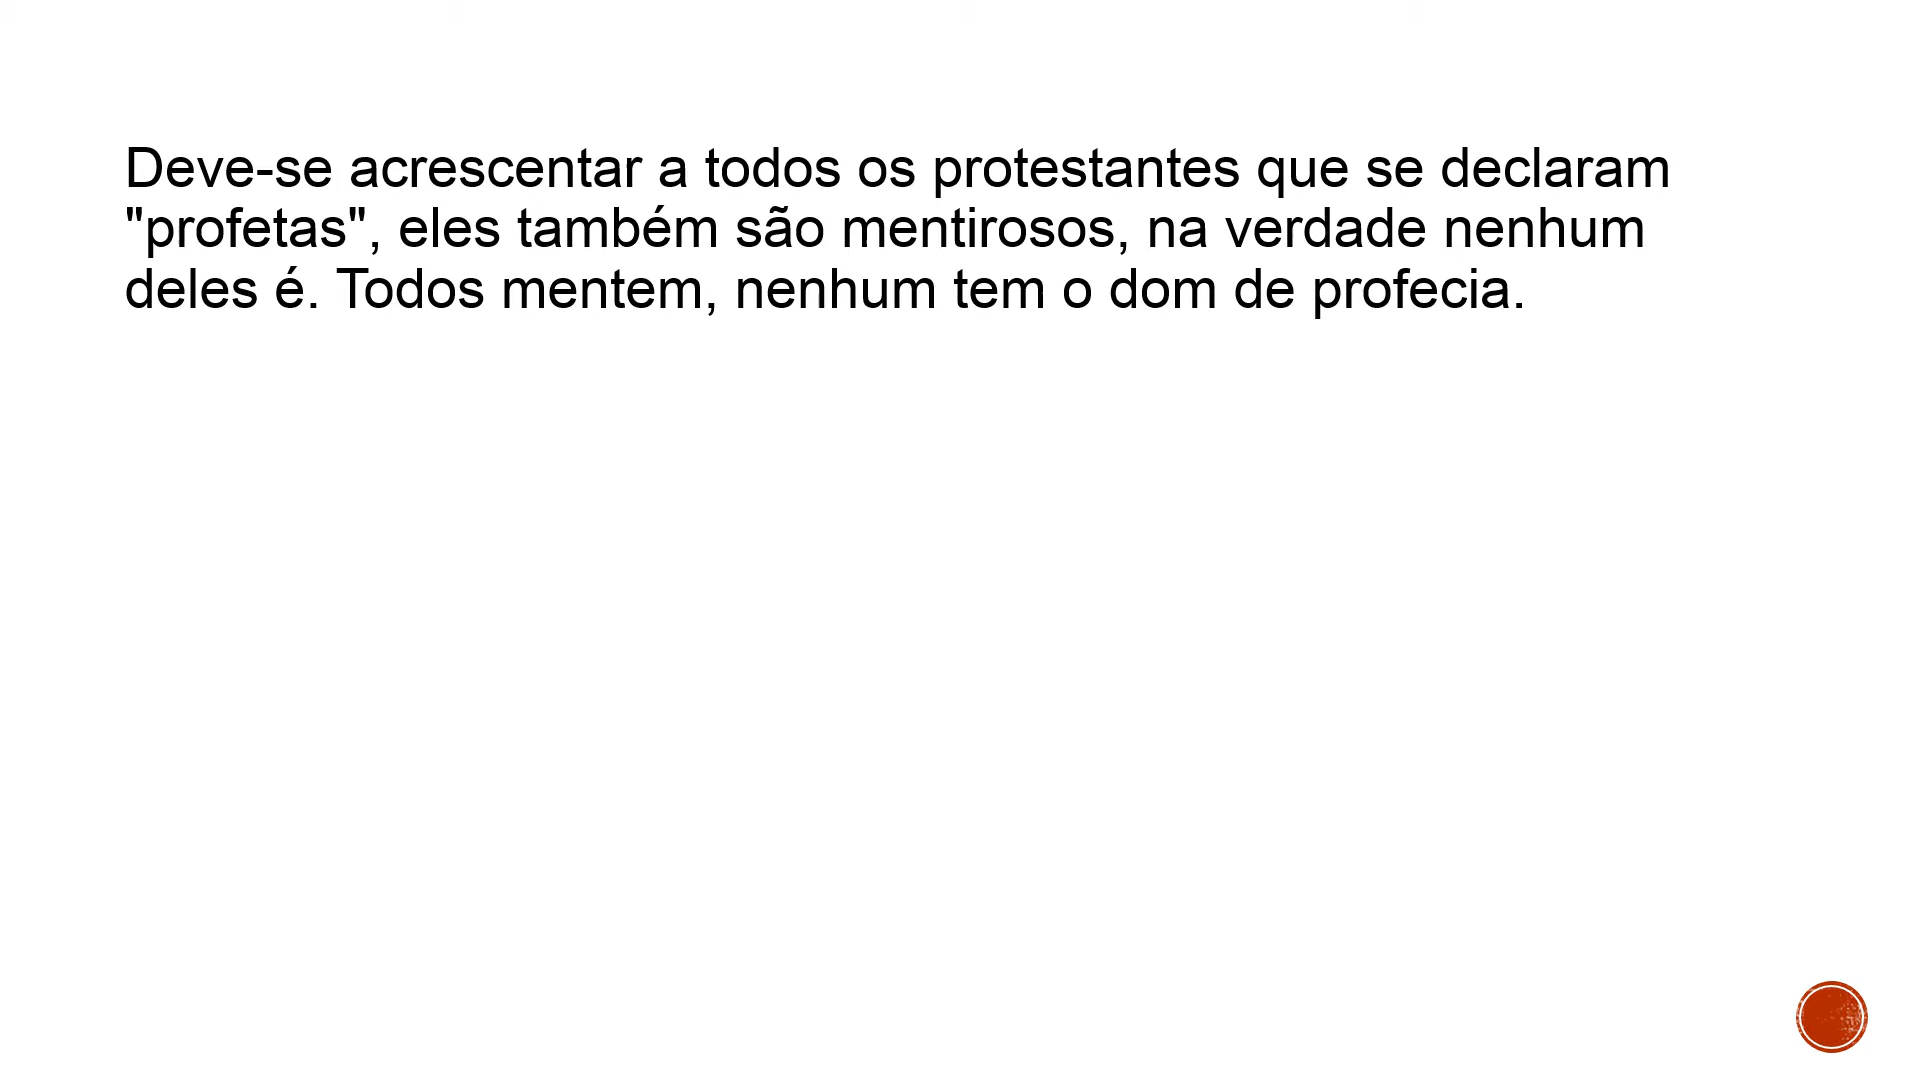 Deve-se acrescentar a todos os protestantes que se declaram
"profetas", eles também são mentirosos, na verdade nenhum
deles é. Todos mentem, nenhum tem o dom de profecia.